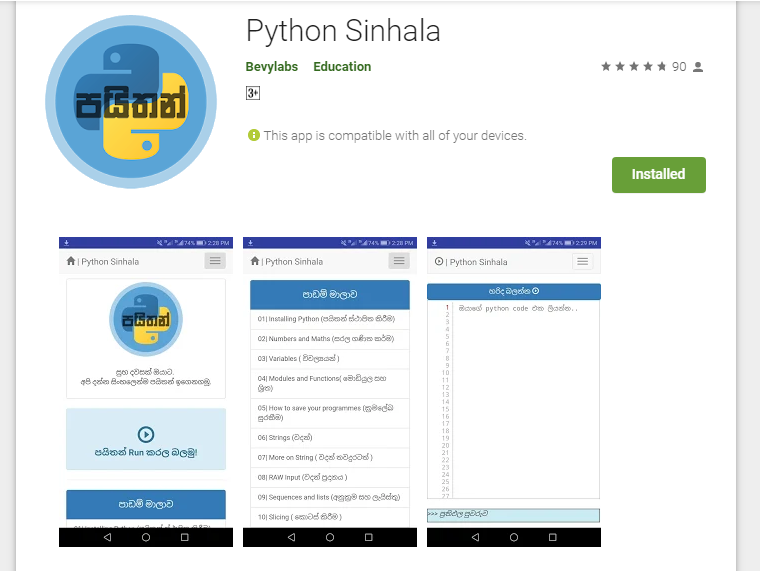 Python Sinhala
Bevylabs Education
90
3+
This app is compatible with all of your devices.
Installed
පයිතන්
74% 2:28 PM
| Python Sinhala
පයිතන්
සුභ දවසක් ඔයාට.
අපි දන්න සිංහලෙන්ම පයිතන් ඉගෙනගමු.
පයිතන් Run කරල බලමු!
පාඩම් මාලාව
74% 2:28 PM
| Python Sinhala
පාඩම් මාලාව
01| Installing Python (පයිතන් ස්ථාපිත කිරීම)
02| Numbers and Maths (සරල ගණිත කර්ම)
03| Variables ( විචල්‍යයන් )
04| Modules and Functions( මොඩියුල සහ
ශ්‍රිත)
05| How to save your programmes (ක්‍රමලේඛ
සුරකීම)
06| Strings (වදන්)
07| More on String ( වදන් තවදුරටත් )
08| RAW Input (වදන් ප්‍රදානය )
09| Sequences and lists (අනුක්‍රම සහ ලැයිස්තු)
10| Slicing ( කොටස් කිරීම )
74% 2:29 PM
| Python Sinhala
හරිද බලන්න
1 ඔයාගේ python code එක ලියන්න..
2
3
4
5
6
7
8
9
10
11
12
13
14
15
16
17
18
19
20
21
22
23
24
25
26
27
>>> ප්‍රතිඵල පුවරුව